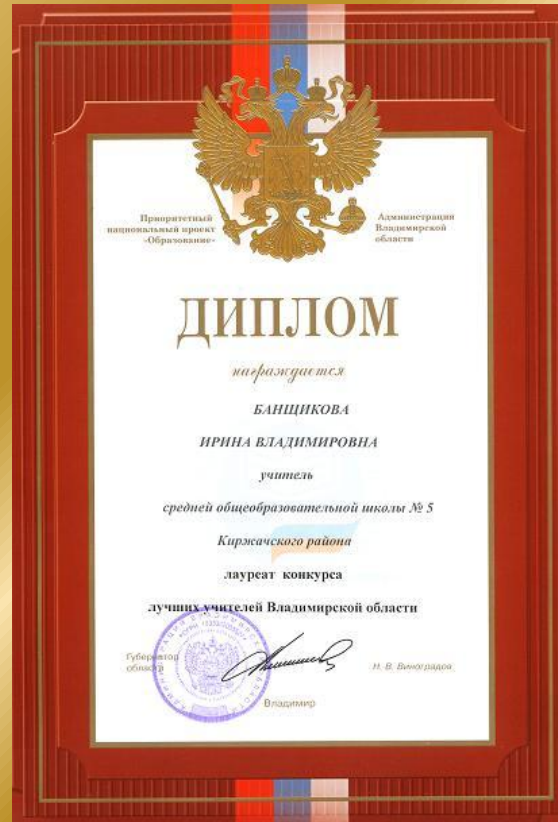 Приоритетный
национальный проект
«Образование»
Администрация
Владимирской
области
ДИПЛОМ
награждается
БАНЩИКОВА
ИРИНА ВЛАДИМИРОВНА
учитель
средней общеобразовательной школы № 5
Киржачского района
лауреат конкурса
лучших учителей Владимирской области
Губернатор
области
Н. В. Виноградов
Владимир